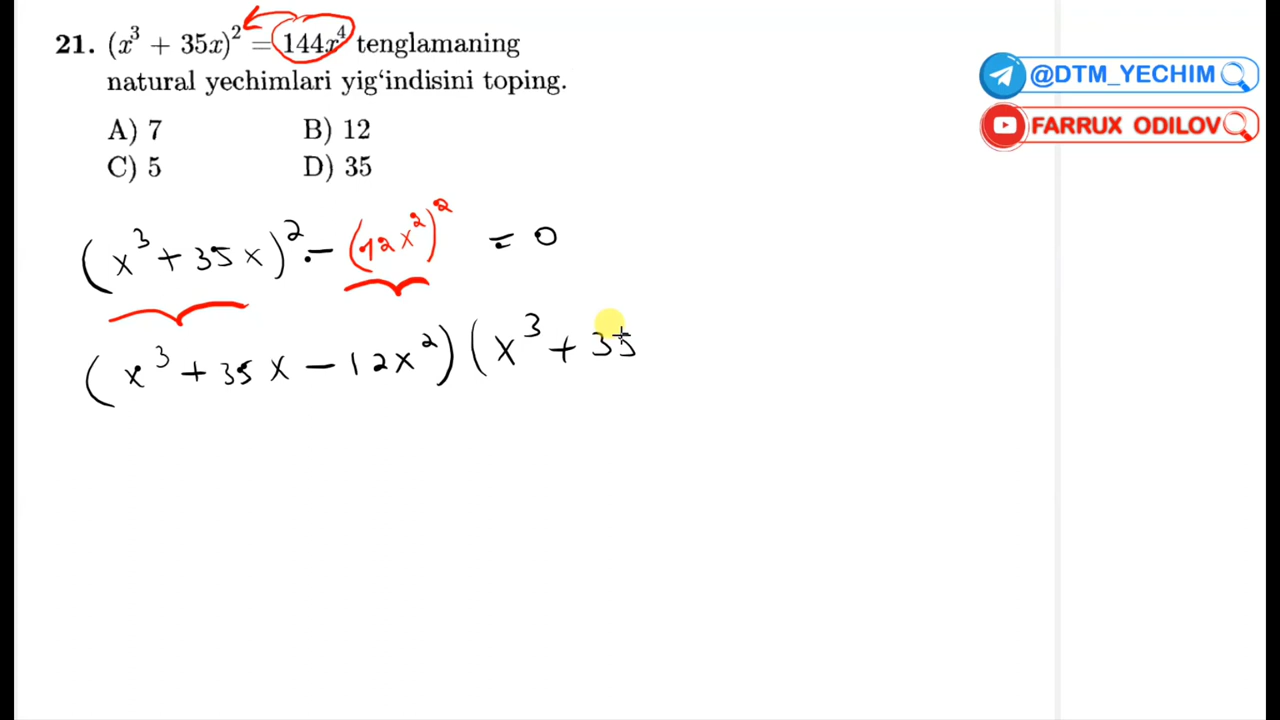 21. (x³ + 35x)² = 144x⁴ tenglamaning
natural yechimlari yig‘indisini toping.
A) 7 B) 12
C) 5 D) 35
@DTM_YECHIM
FARRUX ODILOV
(x³ + 35x)² - (12x²)² = 0
(x³ + 35x - 12x²)(x³ + 35